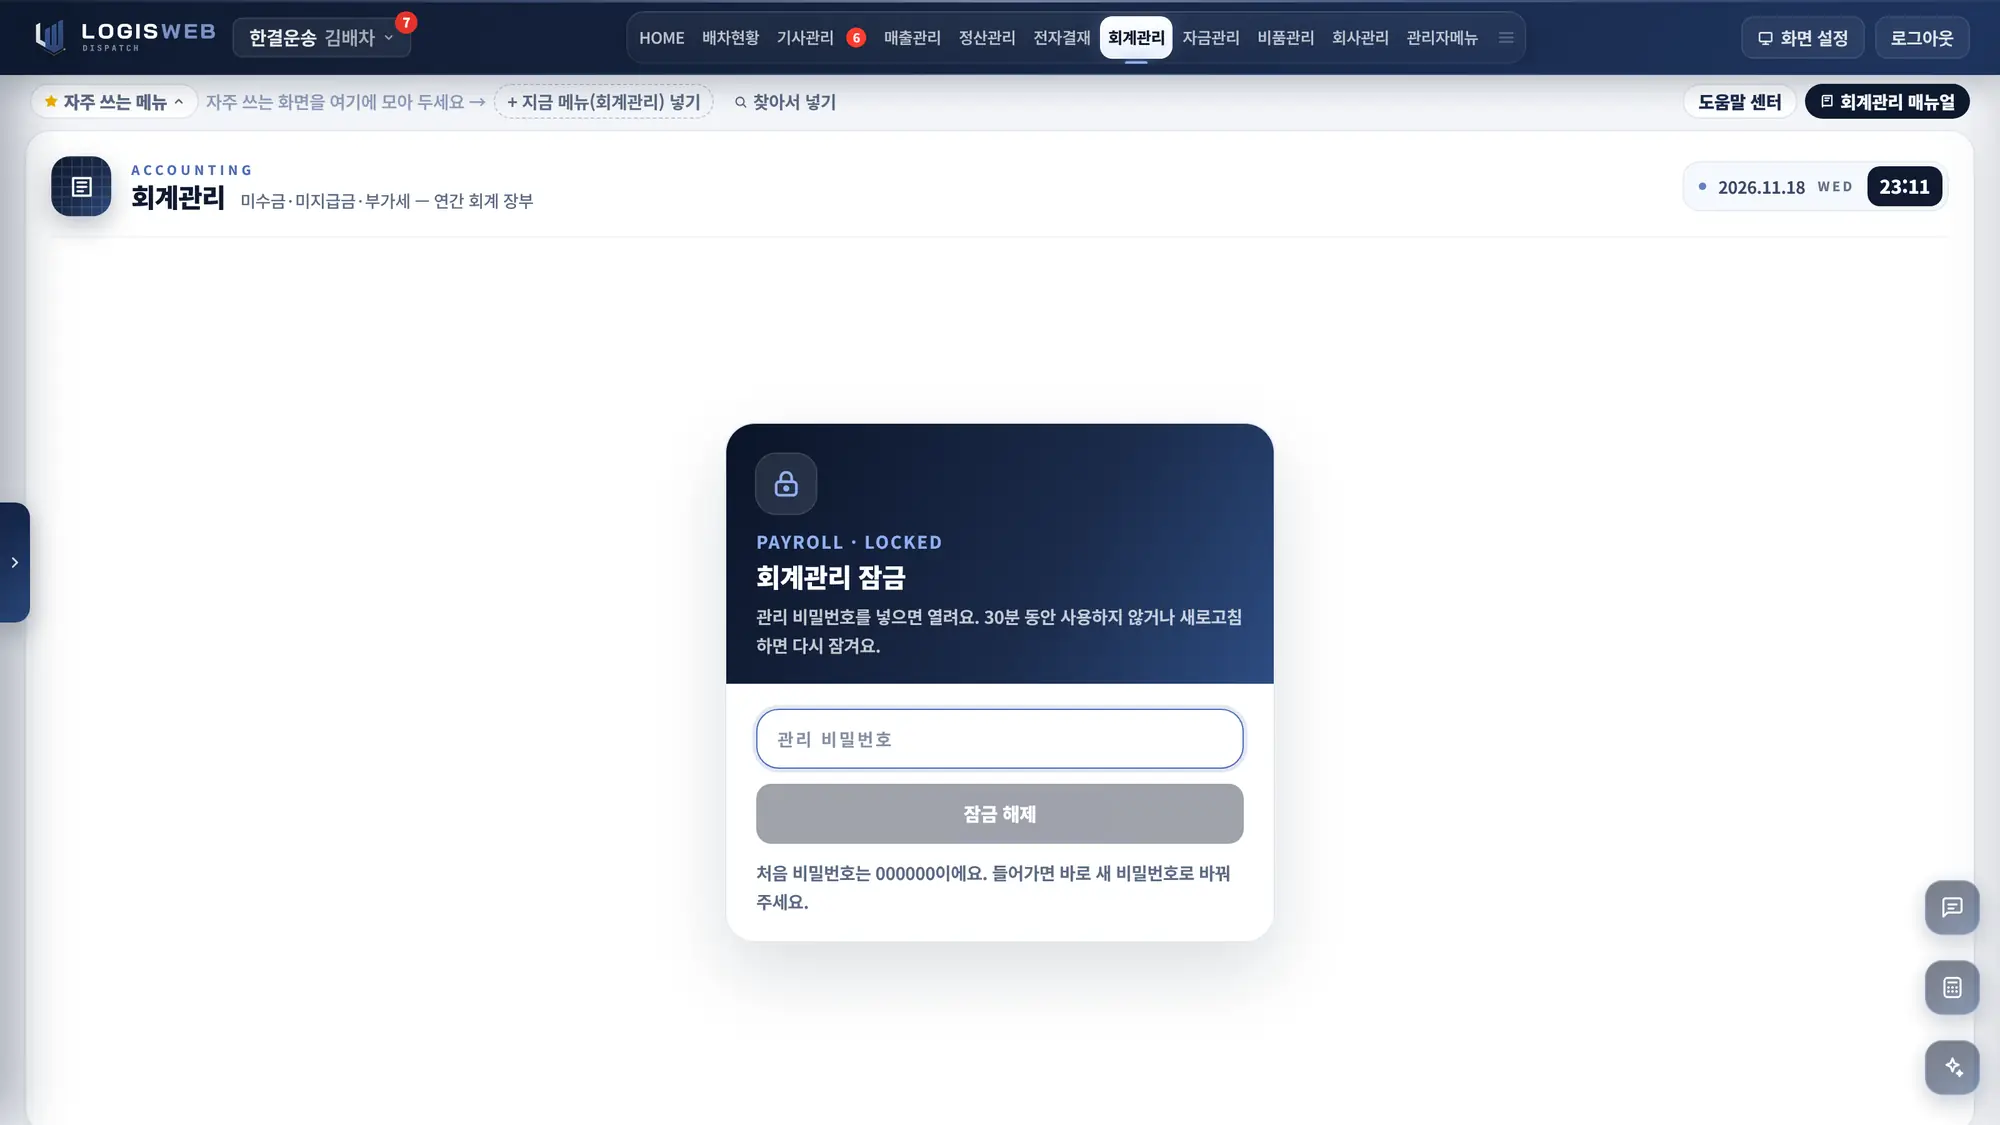 LOGISWEB
DISPATCH
한결운송 김배차
7
HOME 배차현황 기사관리 6 매출관리 정산관리 전자결재 회계관리 자금관리 비품관리 회사관리 관리자메뉴
화면 설정
로그아웃
자주 쓰는 메뉴
자주 쓰는 화면을 여기에 모아 두세요 →
+ 지금 메뉴(회계관리) 넣기
찾아서 넣기
도움말 센터
회계관리 매뉴얼
ACCOUNTING
회계관리 미수금·미지급금·부가세 — 연간 회계 장부
2026.11.18 WED 23:11
PAYROLL · LOCKED
회계관리 잠금
관리 비밀번호를 넣으면 열려요. 30분 동안 사용하지 않거나 새로고침
하면 다시 잠겨요.
관리 비밀번호
잠금 해제
처음 비밀번호는 000000이에요. 들어가면 바로 새 비밀번호로 바꿔
주세요.